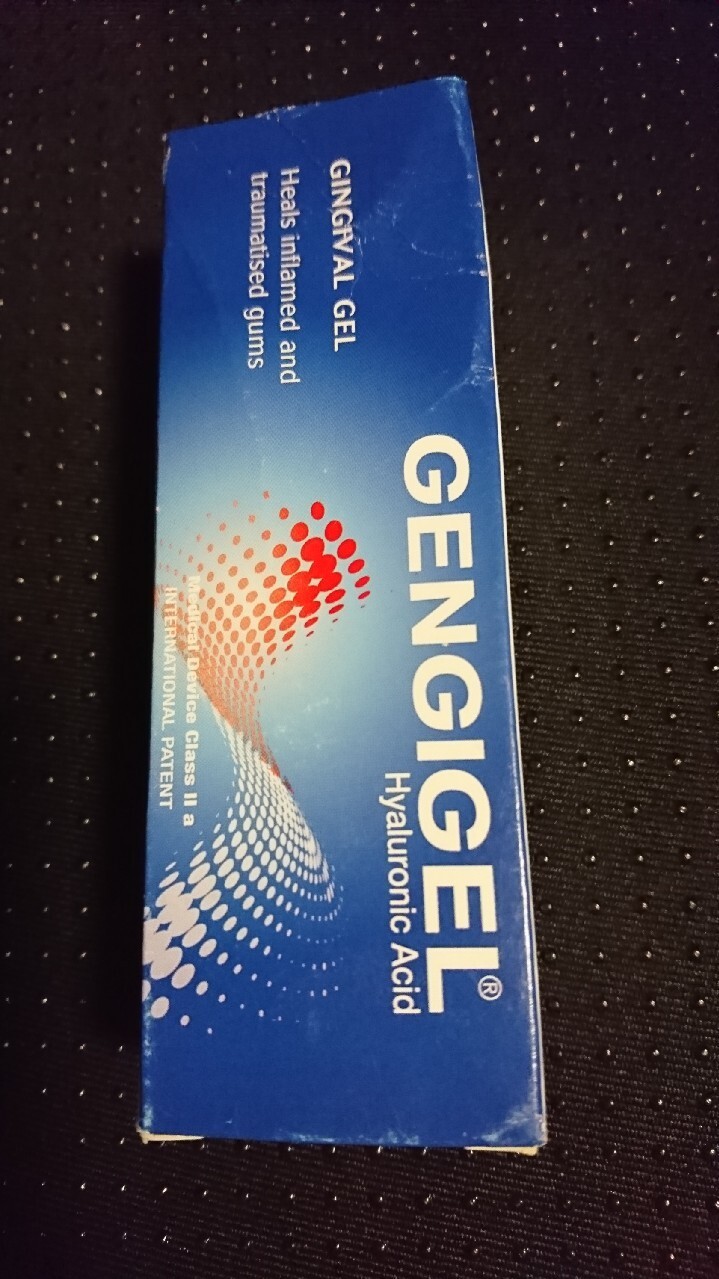 GENGIGEL®
Hyaluronic Acid
GINGIVAL GEL
Heals inflamed and
traumatised gums
Medical Device Class II a
INTERNATIONAL PATENT